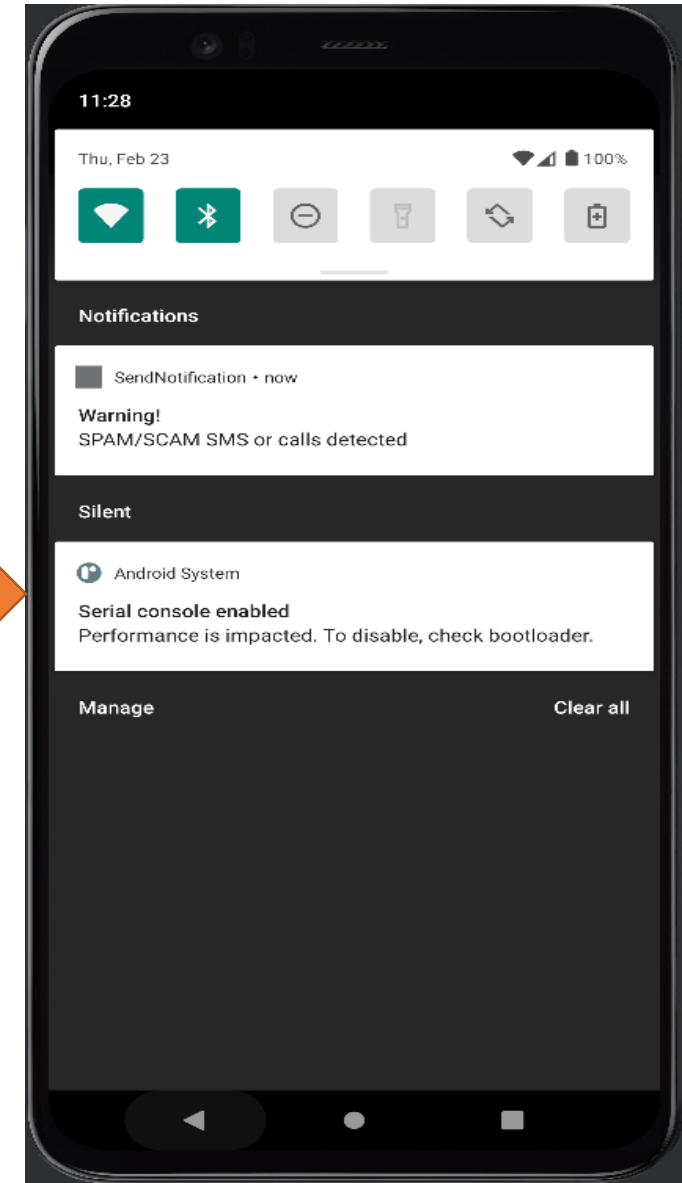 11:28
Thu, Feb 23 100%
Notifications
SendNotification • now
Warning!
SPAM/SCAM SMS or calls detected
Silent
Android System
Serial console enabled
Performance is impacted. To disable, check bootloader.
Manage Clear all